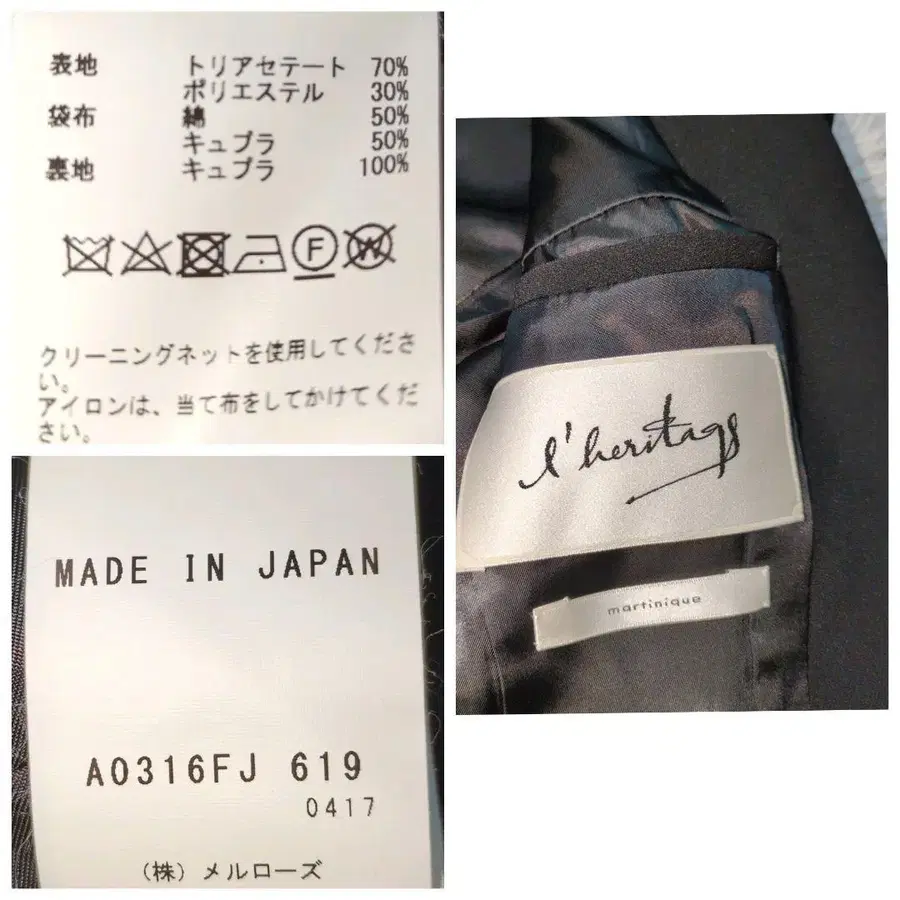 表地 トリアセテート 70%
ポリエステル 30%
袋布 綿 50%
キュプラ 50%
裏地 キュプラ 100%
F W
クリーニングネットを使用してくださ
い。
アイロンは、当て布をしてかけてくだ
さい。
MADE IN JAPAN
A0316FJ 619
0417
(株)メルローズ
l'heritage
martinique